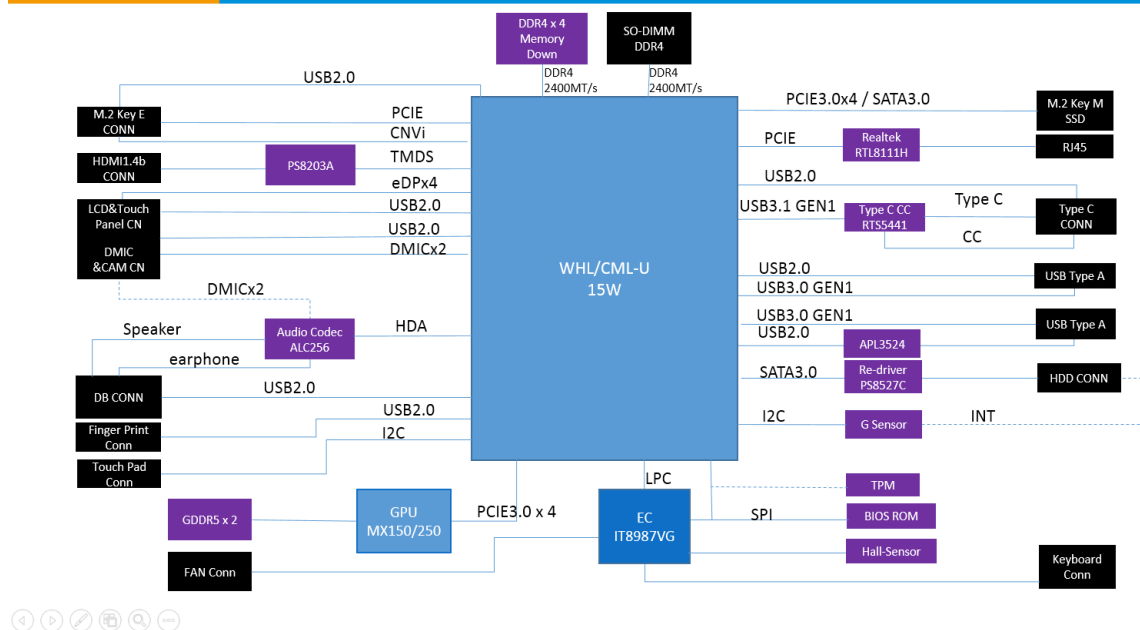 DDR4 x 4
Memory
Down
SO-DIMM
DDR4
DDR4
2400MT/s
DDR4
2400MT/s
USB2.0
M.2 Key E
CONN
PCIE
CNVi
HDMI1.4b
CONN
PS8203A
TMDS
eDPx4
LCD&Touch
Panel CN
USB2.0
USB2.0
DMIC
&CAM CN
DMICx2
DMICx2
Speaker
Audio Codec
ALC256
HDA
earphone
DB CONN
USB2.0
Finger Print
Conn
USB2.0
I2C
Touch Pad
Conn
WHL/CML-U
15W
PCIE3.0x4 / SATA3.0
M.2 Key M
SSD
PCIE
Realtek
RTL8111H
RJ45
USB2.0
USB3.1 GEN1
Type C CC
RTS5441
Type C
CC
Type C
CONN
USB2.0
USB3.0 GEN1
USB Type A
USB3.0 GEN1
USB2.0
APL3524
USB Type A
SATA3.0
Re-driver
PS8527C
HDD CONN
I2C
G Sensor
INT
LPC
TPM
GDDR5 x 2
GPU
MX150/250
PCIE3.0 x 4
EC
IT8987VG
SPI
BIOS ROM
Hall-Sensor
FAN Conn
Keyboard
Conn